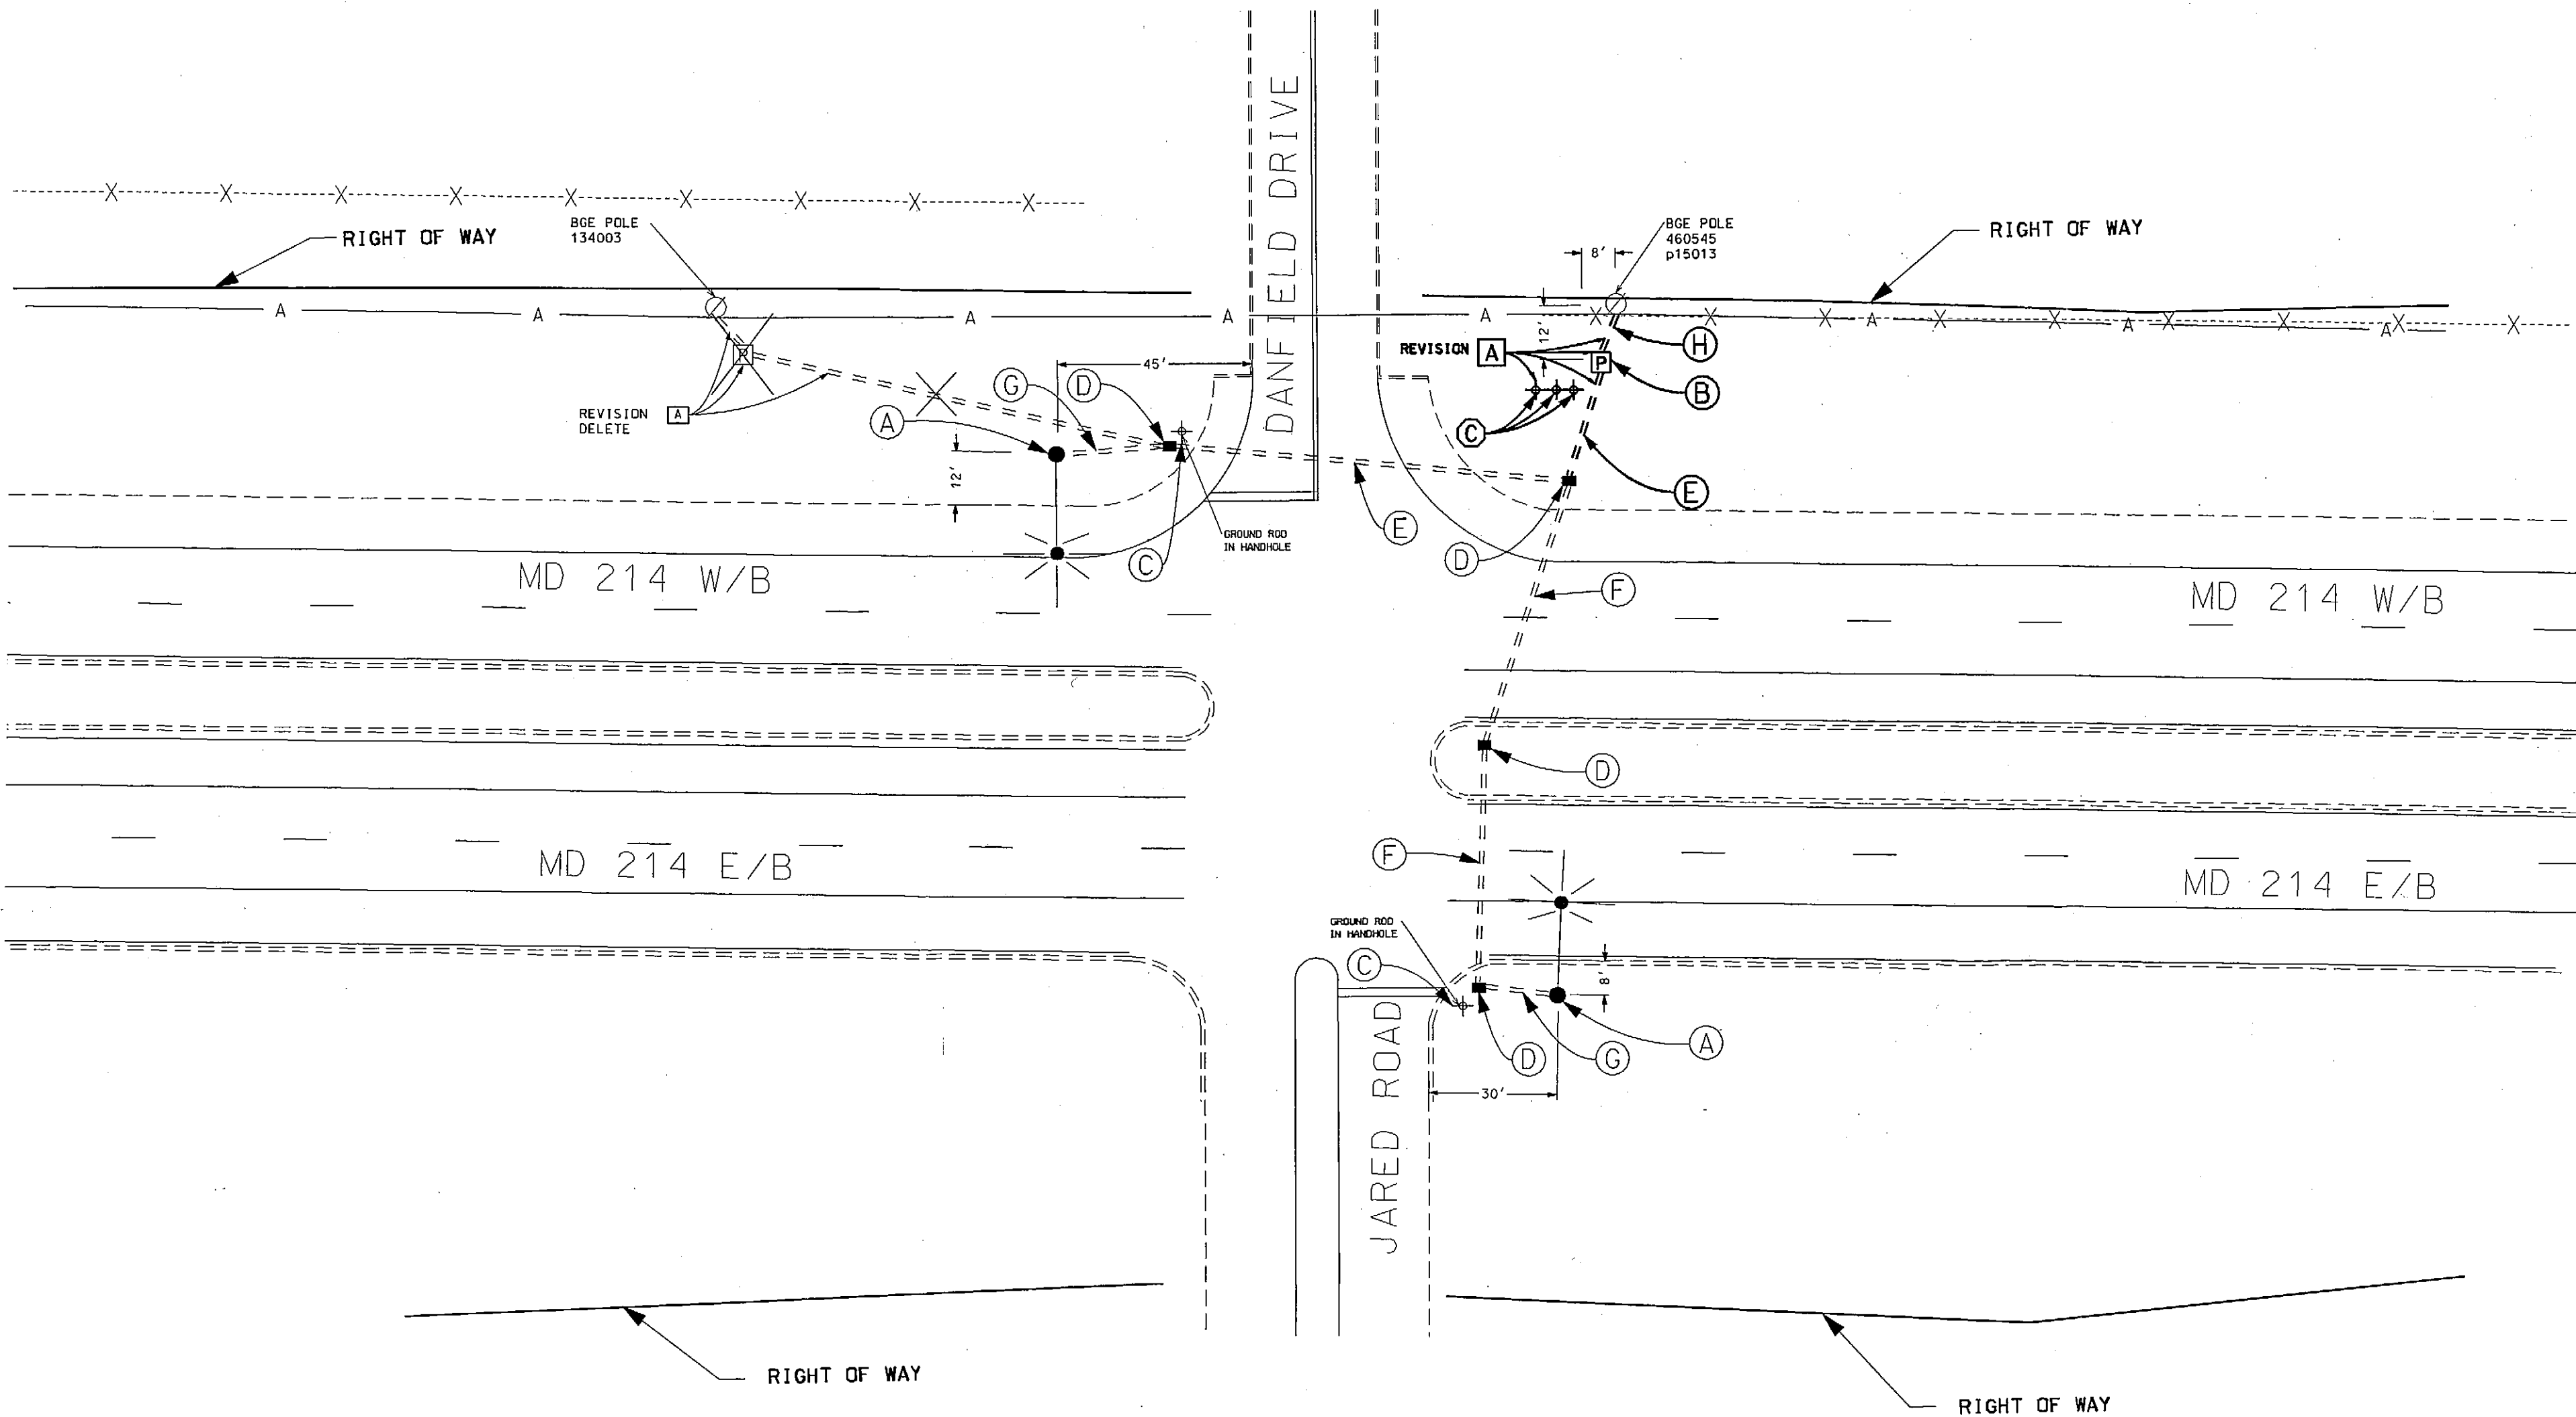 DANFIELD DRIVE
RIGHT OF WAY
BGE POLE
134003
BGE POLE
460545
p15013
8'
RIGHT OF WAY
A
A
A
A
A
A
A
A
12'
REVISION A
H
P
P
B
45'
G
D
A
REVISION
DELETE
A
C
12'
E
GROUND ROD
IN HANDHOLE
C
E
D
MD 214 W/B
F
MD 214 W/B
D
MD 214 E/B
F
MD 214 E/B
GROUND ROD
IN HANDHOLE
C
8'
A
D
G
30'
JARED ROAD
RIGHT OF WAY
RIGHT OF WAY